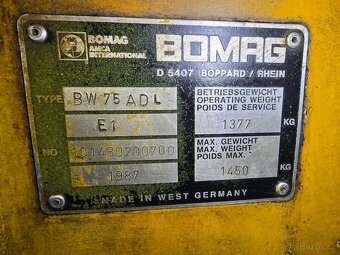 BOMAG
AMCA
INTERNATIONAL
BOMAG
D 5407 BOPPARD / RHEIN
TYPE BW 75 ADL
E1
NO 101480200700
1987
BETRIEBSGEWICHT
OPERATING WEIGHT
POIDS DE SERVICE
1377 KG
MAX. GEWICHT
MAX. WEIGHT
POIDS MAX.
1450 KG
MADE IN WEST GERMANY